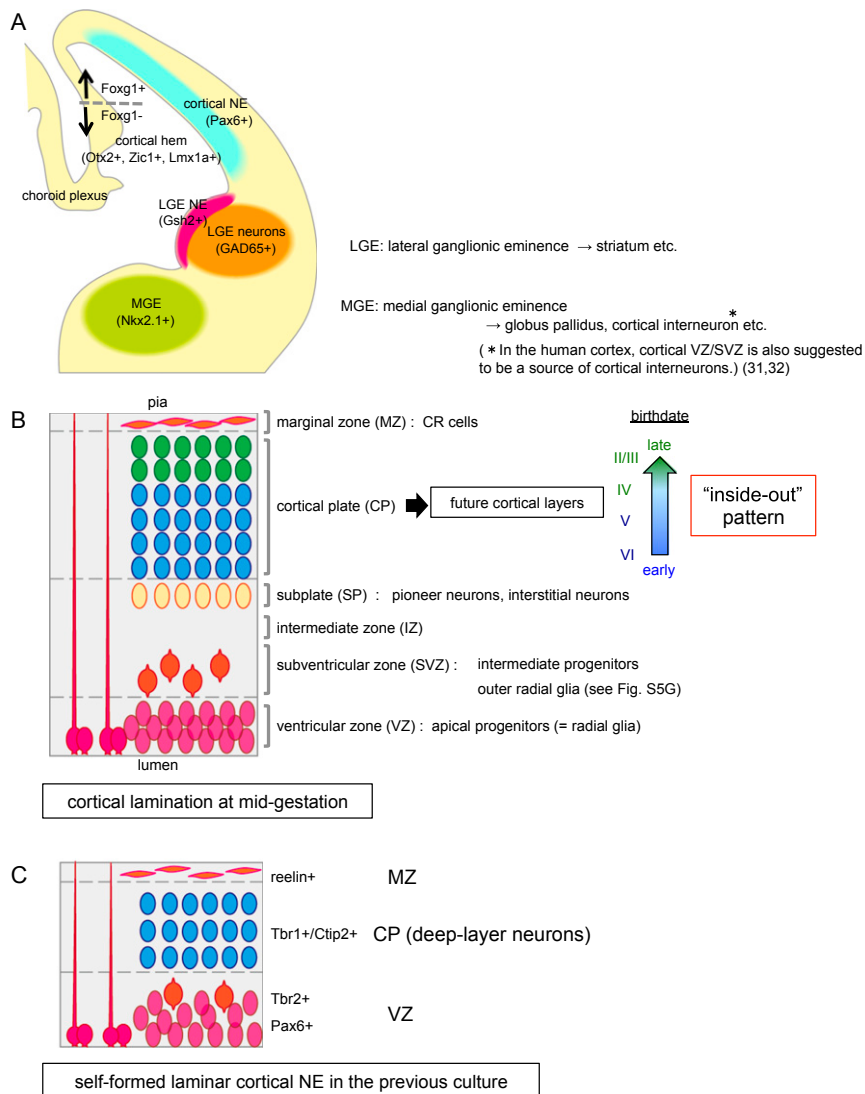 A
Foxg1+
Foxg1-
cortical NE
(Pax6+)
cortical hem
(Otx2+, Zic1+, Lmx1a+)
choroid plexus
LGE NE
(Gsh2+)
LGE neurons
(GAD65+)
MGE
(Nkx2.1+)
LGE: lateral ganglionic eminence → striatum etc.
MGE: medial ganglionic eminence
→ globus pallidus, cortical interneuron etc.
*
( * In the human cortex, cortical VZ/SVZ is also suggested
to be a source of cortical interneurons.) (31,32)
B
pia
marginal zone (MZ) : CR cells
cortical plate (CP)
future cortical layers
birthdate
late
II/III
IV
V
VI
early
“inside-out”
pattern
subplate (SP) : pioneer neurons, interstitial neurons
intermediate zone (IZ)
subventricular zone (SVZ) : intermediate progenitors
outer radial glia (see Fig. S5G)
ventricular zone (VZ) : apical progenitors (= radial glia)
lumen
cortical lamination at mid-gestation
C
reelin+ MZ
Tbr1+/Ctip2+ CP (deep-layer neurons)
Tbr2+
Pax6+
VZ
self-formed laminar cortical NE in the previous culture